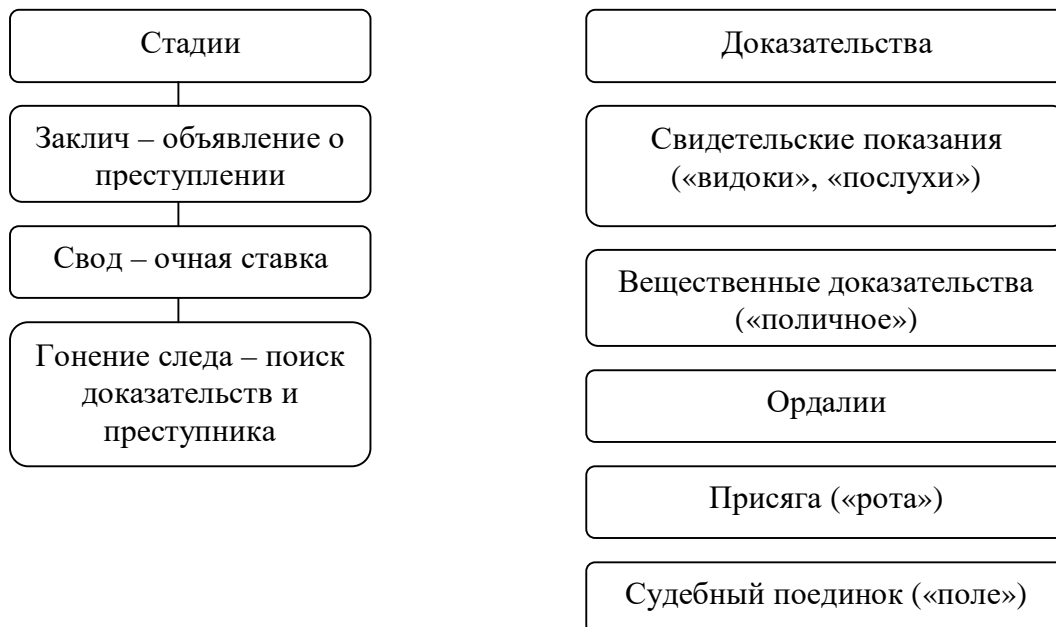 Стадии
Заклич – объявление о
преступлении
Свод – очная ставка
Гонение следа – поиск
доказательств и
преступника
Доказательства
Свидетельские показания
(«видоки», «послухи»)
Вещественные доказательства
(«поличное»)
Ордалии
Присяга («рота»)
Судебный поединок («поле»)